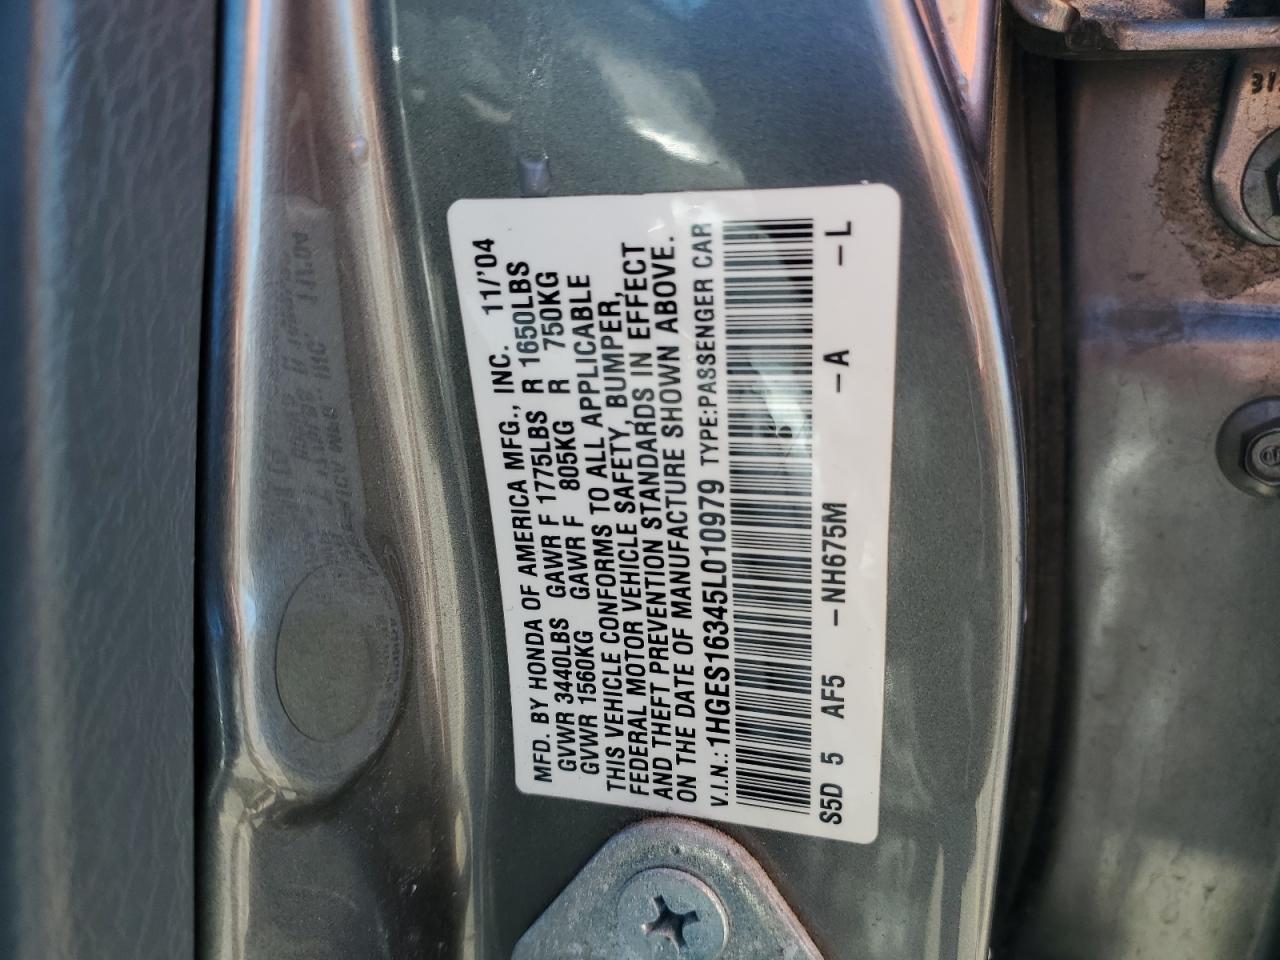 MFD. BY HONDA OF AMERICA MFG., INC. 11/'04
GVWR 3440LBS GAWR F 1775LBS R 1650LBS
GVWR 1560KG GAWR F 805KG R 750KG
THIS VEHICLE CONFORMS TO ALL APPLICABLE
FEDERAL MOTOR VEHICLE SAFETY, BUMPER,
AND THEFT PREVENTION STANDARDS IN EFFECT
ON THE DATE OF MANUFACTURE SHOWN ABOVE.
V.I.N.: 1HGES16345L010979 TYPE:PASSENGER CAR
S5D 5 AF5 -NH675M -A -L